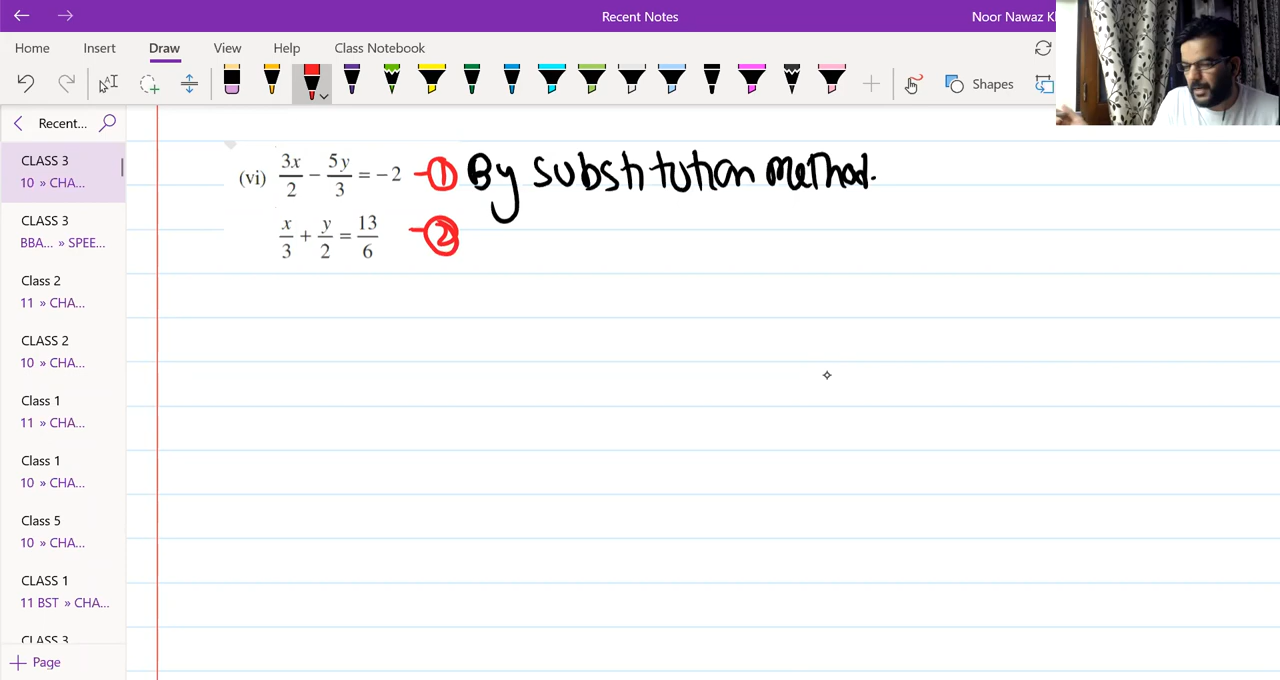 Recent Notes
Noor Nawaz
Home Insert Draw View Help Class Notebook
Shapes
Recent...
CLASS 3
10 » CHA...
CLASS 3
BBA... » SPEE...
Class 2
11 » CHA...
CLASS 2
10 » CHA...
Class 1
11 » CHA...
Class 1
10 » CHA...
Class 5
10 » CHA...
CLASS 1
11 BST » CHA...
CLASS 3
+ Page
(vi) 3x/2 − 5y/3 = −2 −① By substitution method.
x/3 + y/2 = 13/6 −②